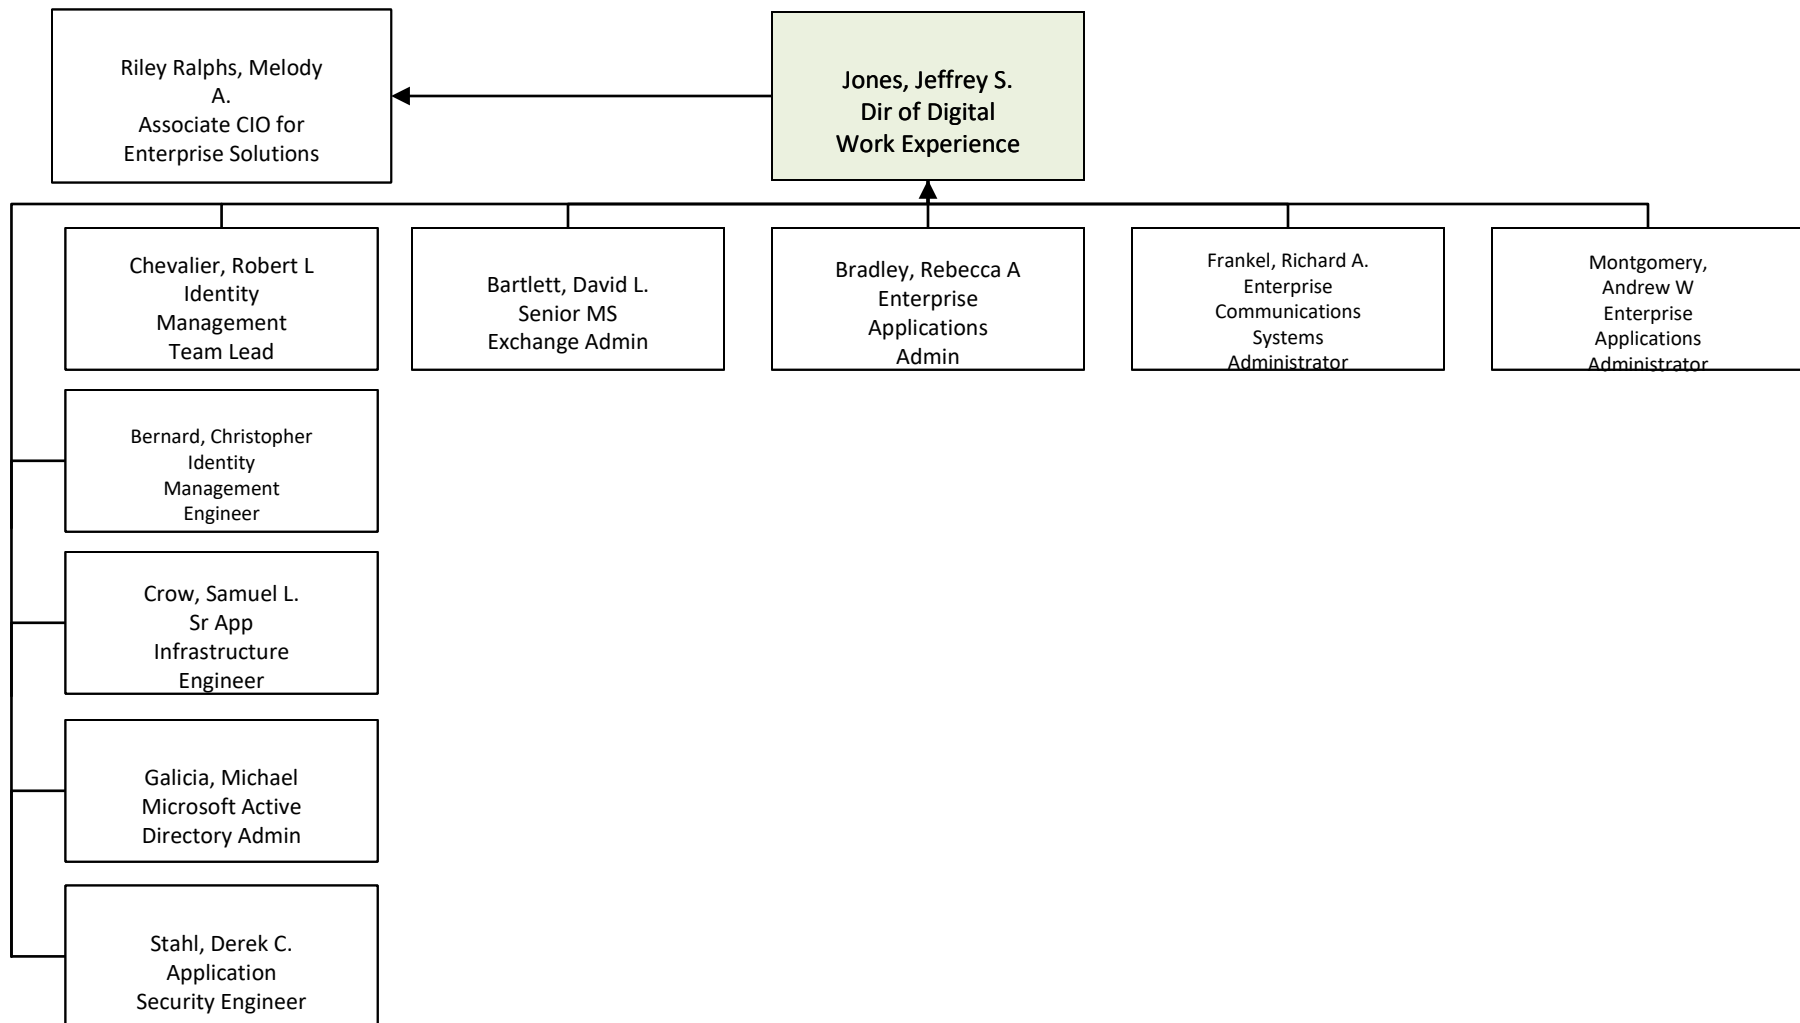 Riley Ralphs, Melody
A.
Associate CIO for
Enterprise Solutions
Jones, Jeffrey S.
Dir of Digital
Work Experience
Chevalier, Robert L
Identity
Management
Team Lead
Bartlett, David L.
Senior MS
Exchange Admin
Bradley, Rebecca A
Enterprise
Applications
Admin
Frankel, Richard A.
Enterprise
Communications
Systems
Administrator
Montgomery,
Andrew W
Enterprise
Applications
Administrator
Bernard, Christopher
Identity
Management
Engineer
Crow, Samuel L.
Sr App
Infrastructure
Engineer
Galicia, Michael
Microsoft Active
Directory Admin
Stahl, Derek C.
Application
Security Engineer